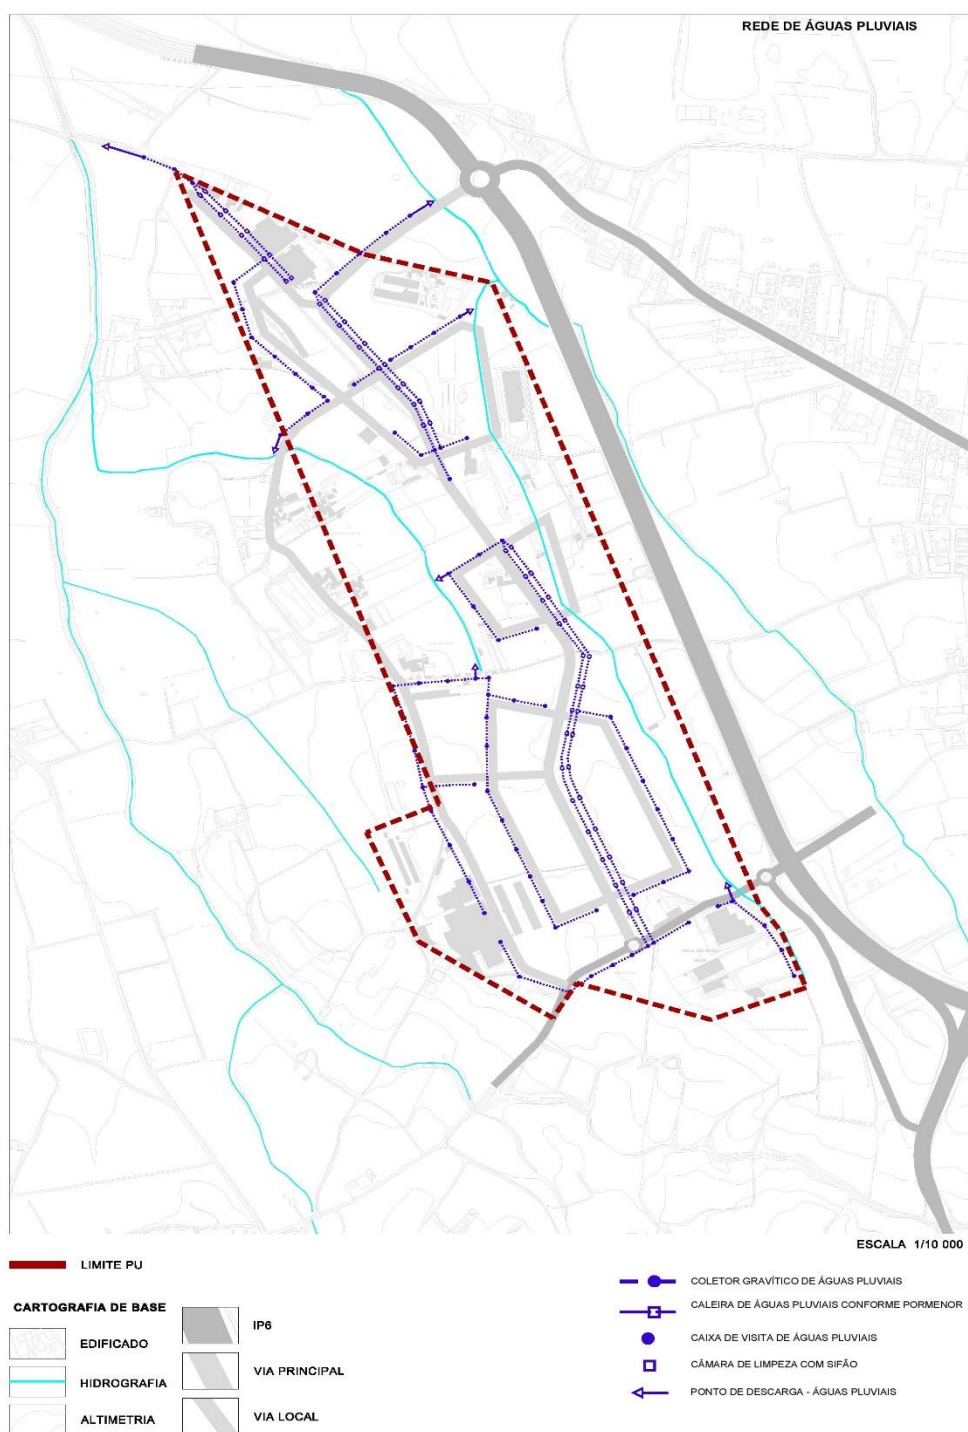 REDE DE ÁGUAS PLUVIAIS
ESCALA 1/10 000
LIMITE PU
CARTOGRAFIA DE BASE
EDIFICADO
HIDROGRAFIA
ALTIMETRIA
IP6
VIA PRINCIPAL
VIA LOCAL
COLETOR GRAVÍTICO DE ÁGUAS PLUVIAIS
CALEIRA DE ÁGUAS PLUVIAIS CONFORME PORMENOR
CAIXA DE VISITA DE ÁGUAS PLUVIAIS
CÂMARA DE LIMPEZA COM SIFÃO
PONTO DE DESCARGA - ÁGUAS PLUVIAIS